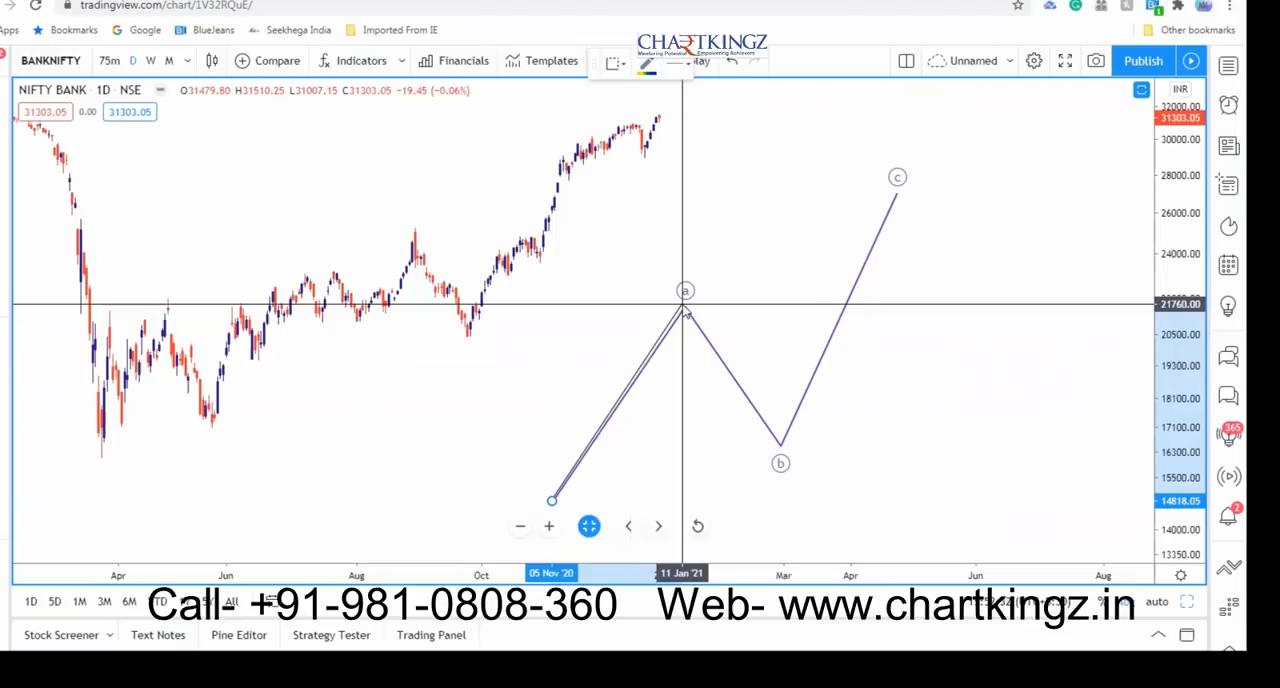 tradingview.com/chart/1V32RQuE/
Apps Bookmarks Google BlueJeans Seekhega India Imported From IE Other bookmarks
CHARTKINGZ
Mentoring Potential Empowering Achievers
BANKNIFTY 75m D W M Compare Indicators Financials Templates Unnamed Publish
NIFTY BANK • 1D • NSE O31479.80 H31510.25 L31007.15 C31303.05 −19.45 (−0.06%) INR
31303.05 0.00 31303.05
32000.00
31303.05
30000.00
28000.00
26000.00
24000.00
21760.00
20500.00
19300.00
18100.00
17100.00
16300.00
15500.00
14818.05
14000.00
13350.00
c
a
b
365
2
Apr Jun Aug Oct 05 Nov '20 11 Jan '21 Mar Apr Jun Aug
1D 5D 1M 3M 6M All auto
Call- +91-981-0808-360 Web- www.chartkingz.in
Stock Screener Text Notes Pine Editor Strategy Tester Trading Panel